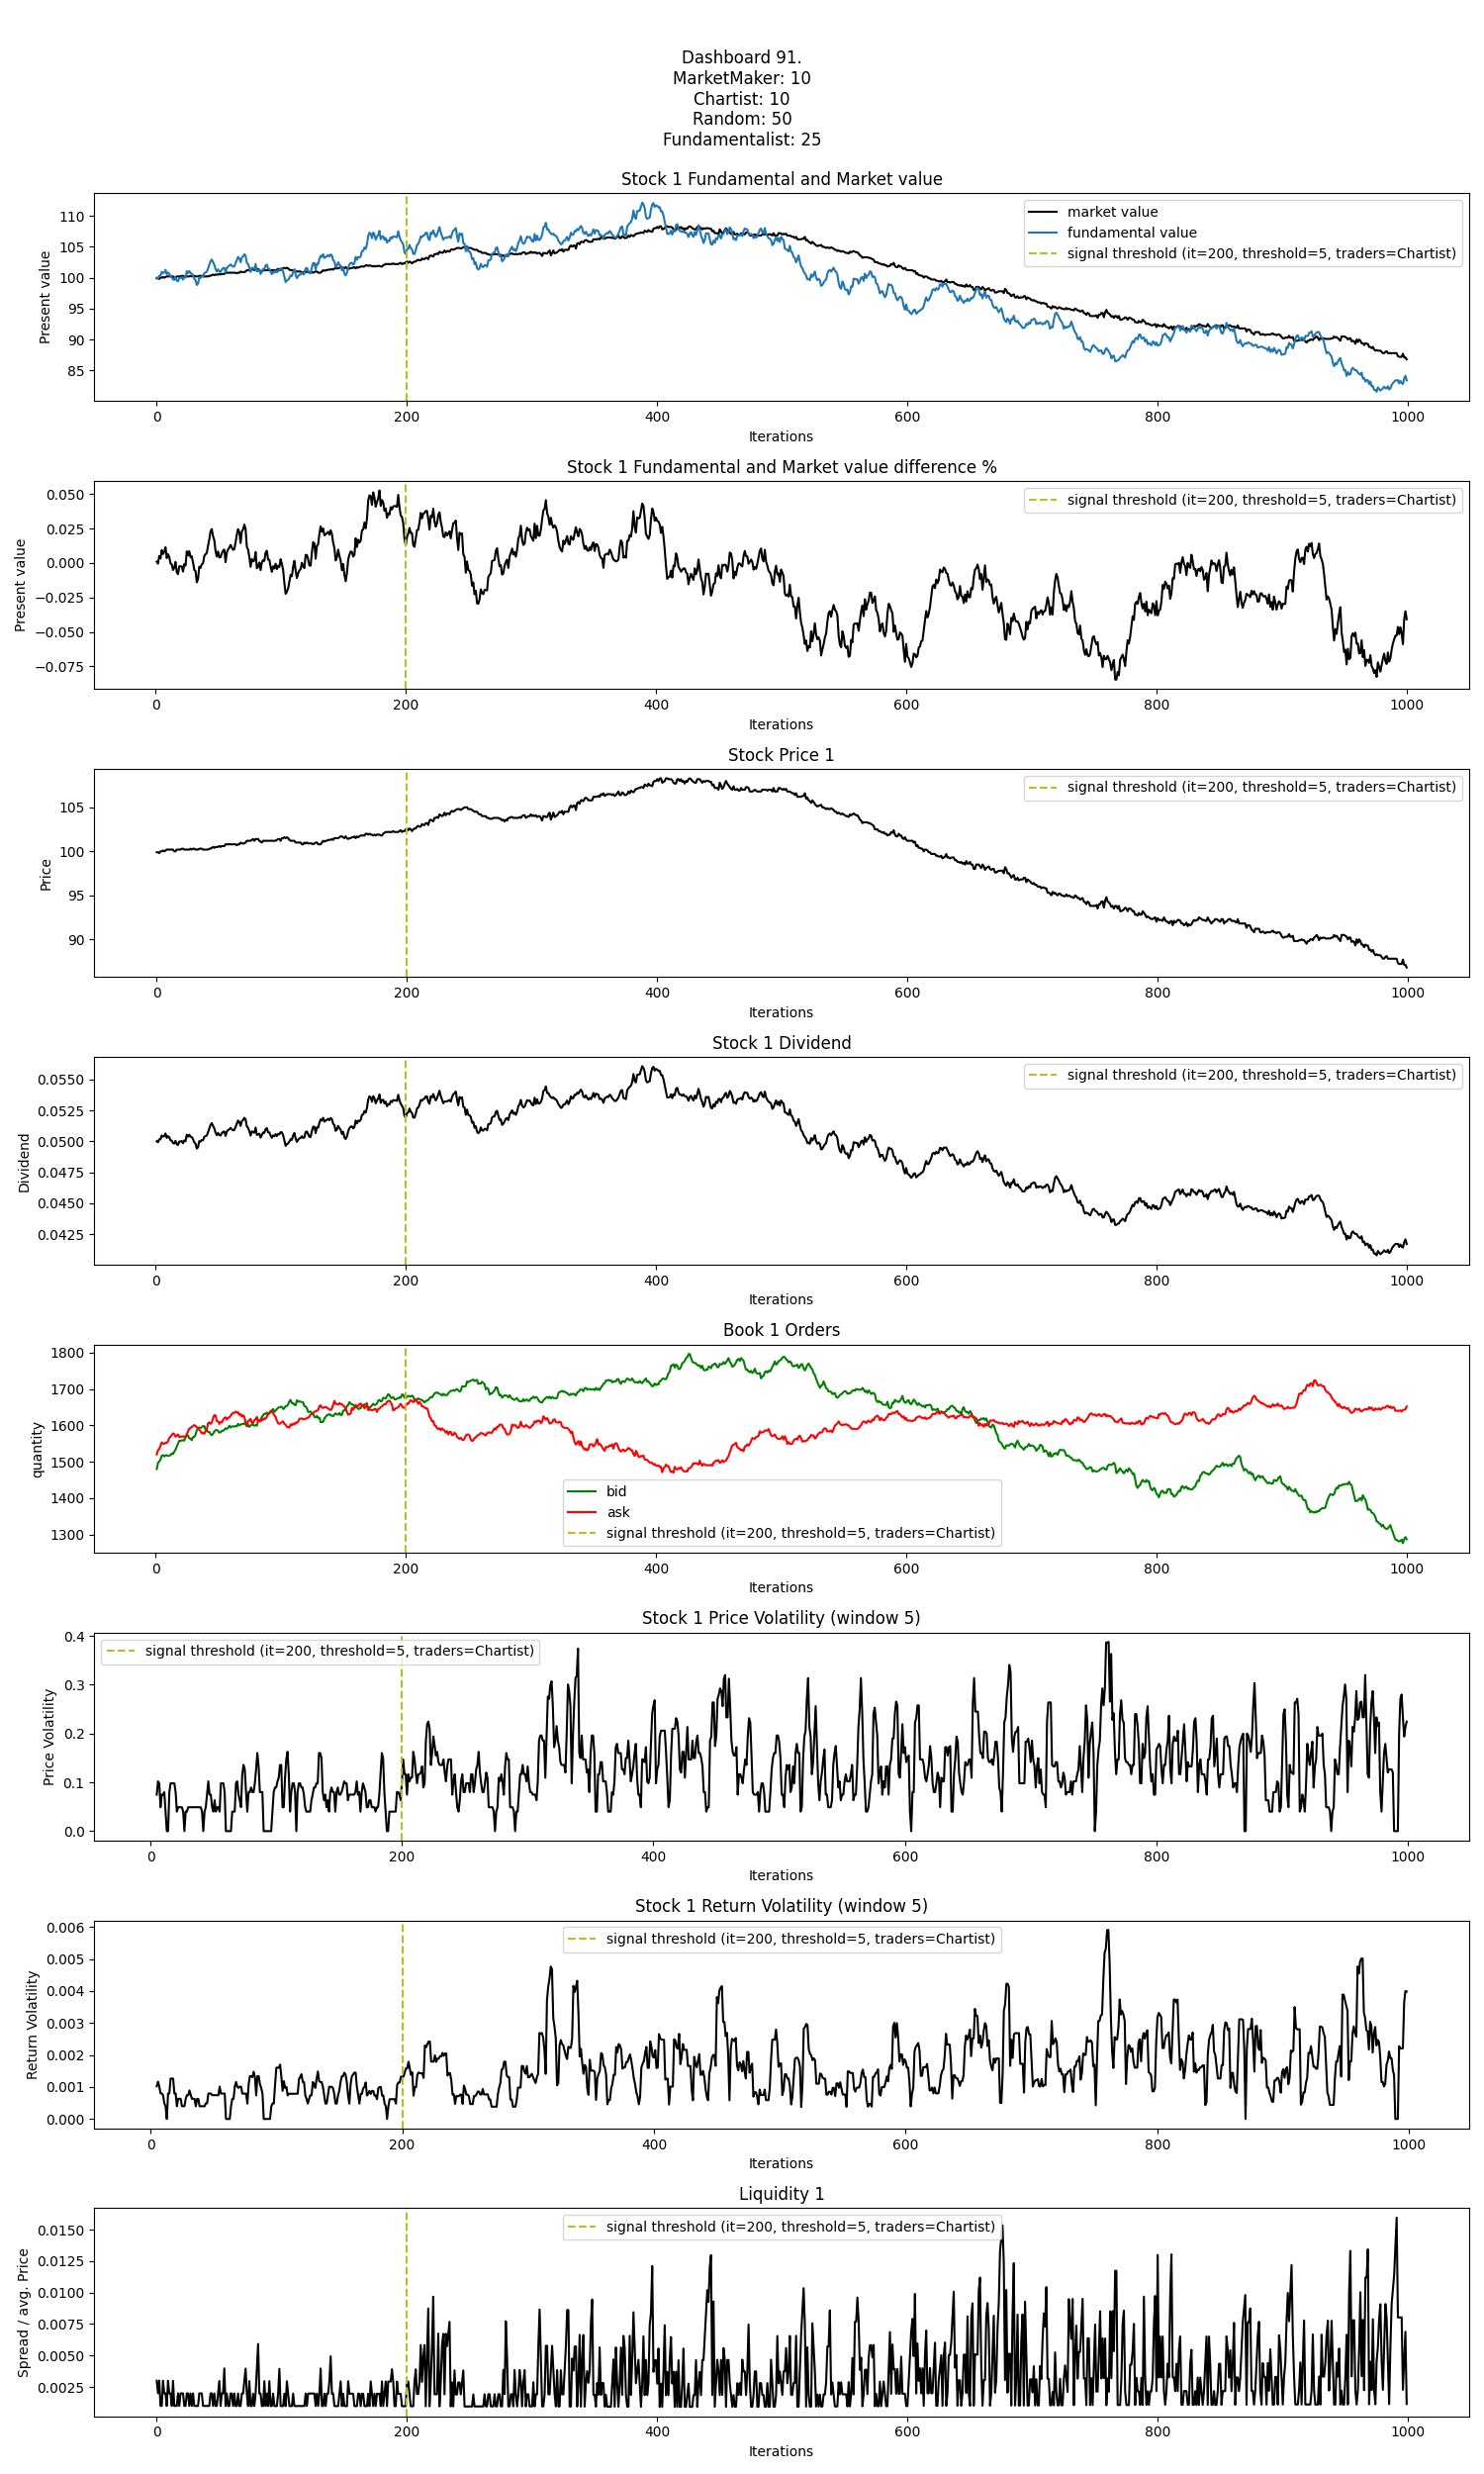 Dashboard 91.
MarketMaker: 10
Chartist: 10
Random: 50
Fundamentalist: 25
Stock 1 Fundamental and Market value
Present value
110
105
100
95
90
85
market value
fundamental value
signal threshold (it=200, threshold=5, traders=Chartist)
0 200 400 600 800 1000
Iterations
Stock 1 Fundamental and Market value difference %
Present value
0.050
0.025
0.000
−0.025
−0.050
−0.075
signal threshold (it=200, threshold=5, traders=Chartist)
0 200 400 600 800 1000
Iterations
Stock Price 1
Price
105
100
95
90
signal threshold (it=200, threshold=5, traders=Chartist)
0 200 400 600 800 1000
Iterations
Stock 1 Dividend
Dividend
0.0550
0.0525
0.0500
0.0475
0.0450
0.0425
signal threshold (it=200, threshold=5, traders=Chartist)
0 200 400 600 800 1000
Iterations
Book 1 Orders
quantity
1800
1700
1600
1500
1400
1300
bid
ask
signal threshold (it=200, threshold=5, traders=Chartist)
0 200 400 600 800 1000
Iterations
Stock 1 Price Volatility (window 5)
Price Volatility
0.4
0.3
0.2
0.1
0.0
signal threshold (it=200, threshold=5, traders=Chartist)
0 200 400 600 800 1000
Iterations
Stock 1 Return Volatility (window 5)
Return Volatility
0.006
0.005
0.004
0.003
0.002
0.001
0.000
signal threshold (it=200, threshold=5, traders=Chartist)
0 200 400 600 800 1000
Iterations
Liquidity 1
Spread / avg. Price
0.0150
0.0125
0.0100
0.0075
0.0050
0.0025
signal threshold (it=200, threshold=5, traders=Chartist)
0 200 400 600 800 1000
Iterations